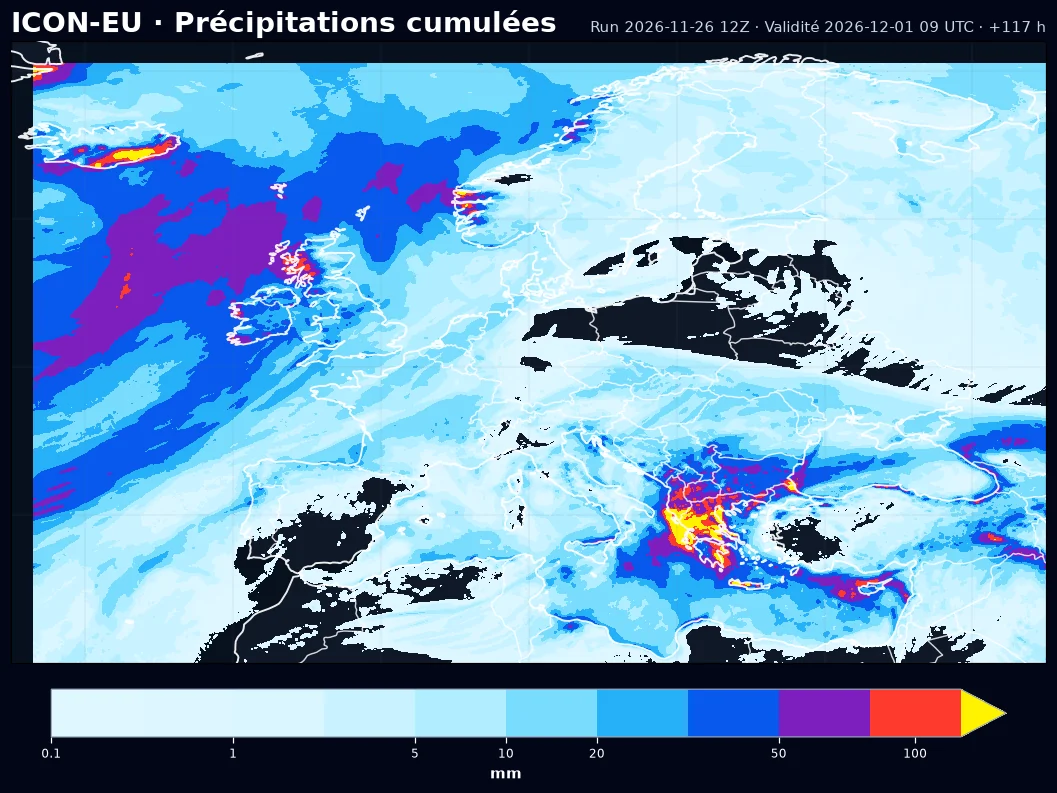 ICON-EU · Précipitations cumulées
Run 2026-11-26 12Z · Validité 2026-12-01 09 UTC · +117 h
0.1 1 5 10 20 50 100
mm